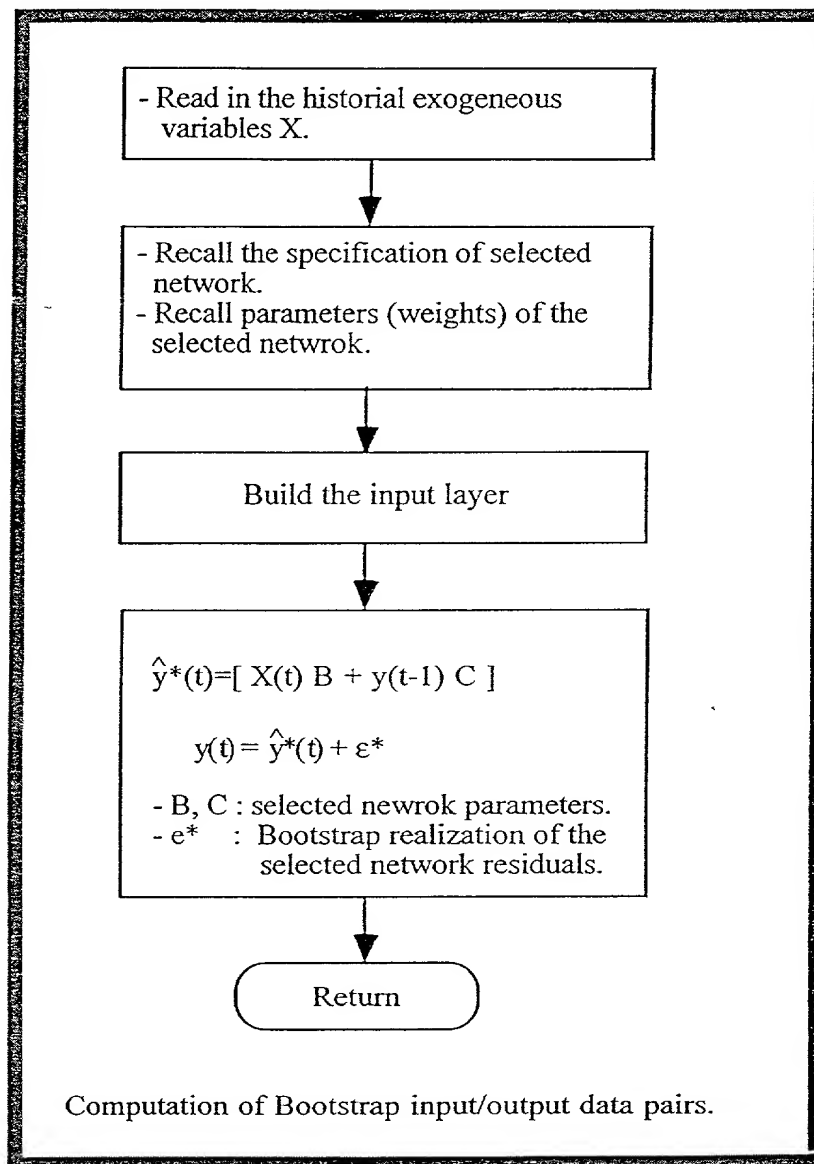 - Read in the historial exogeneous
variables X.
- Recall the specification of selected
network.
- Recall parameters (weights) of the
selected netwrok.
Build the input layer
ŷ*(t)=[ X(t) B + y(t-1) C ]
y(t) = ŷ*(t) + ε*
- B, C : selected newrok parameters.
- e* : Bootstrap realization of the
selected network residuals.
Return
Computation of Bootstrap input/output data pairs.